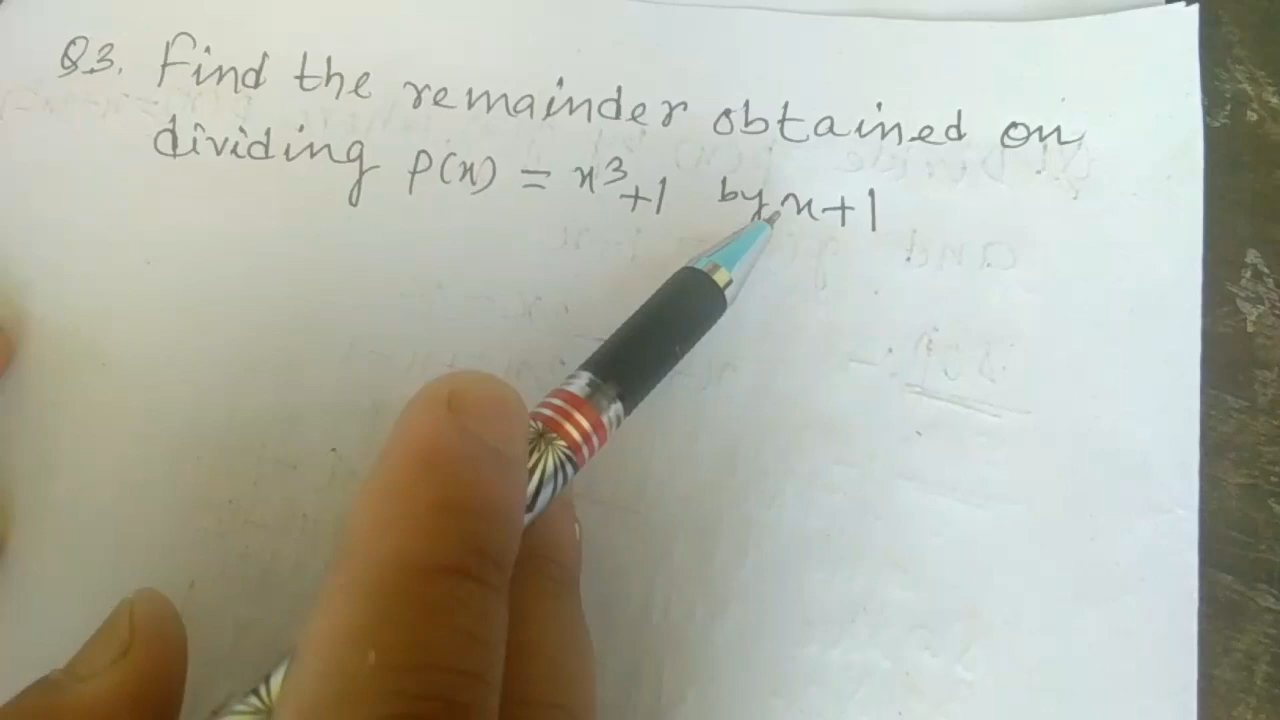 Q3. Find the remainder obtained on
dividing P(x) = x³+1 by x+1